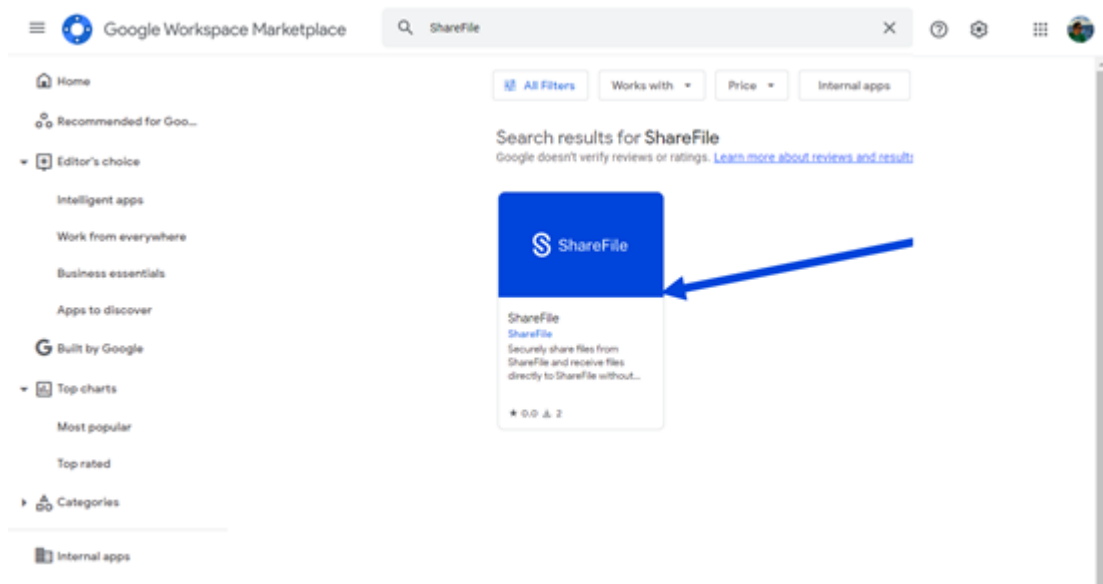 Google Workspace Marketplace
ShareFile
Home
All Filters
Works with
Price
Internal apps
Recommended for Goo...
Search results for ShareFile
Google doesn't verify reviews or ratings. Learn more about reviews and results
Editor's choice
Intelligent apps
Work from everywhere
Business essentials
Apps to discover
Built by Google
Top charts
Most popular
Top rated
Categories
Internal apps
ShareFile
ShareFile
ShareFile
Securely share files from
ShareFile and receive files
directly to ShareFile without...
0.0 2